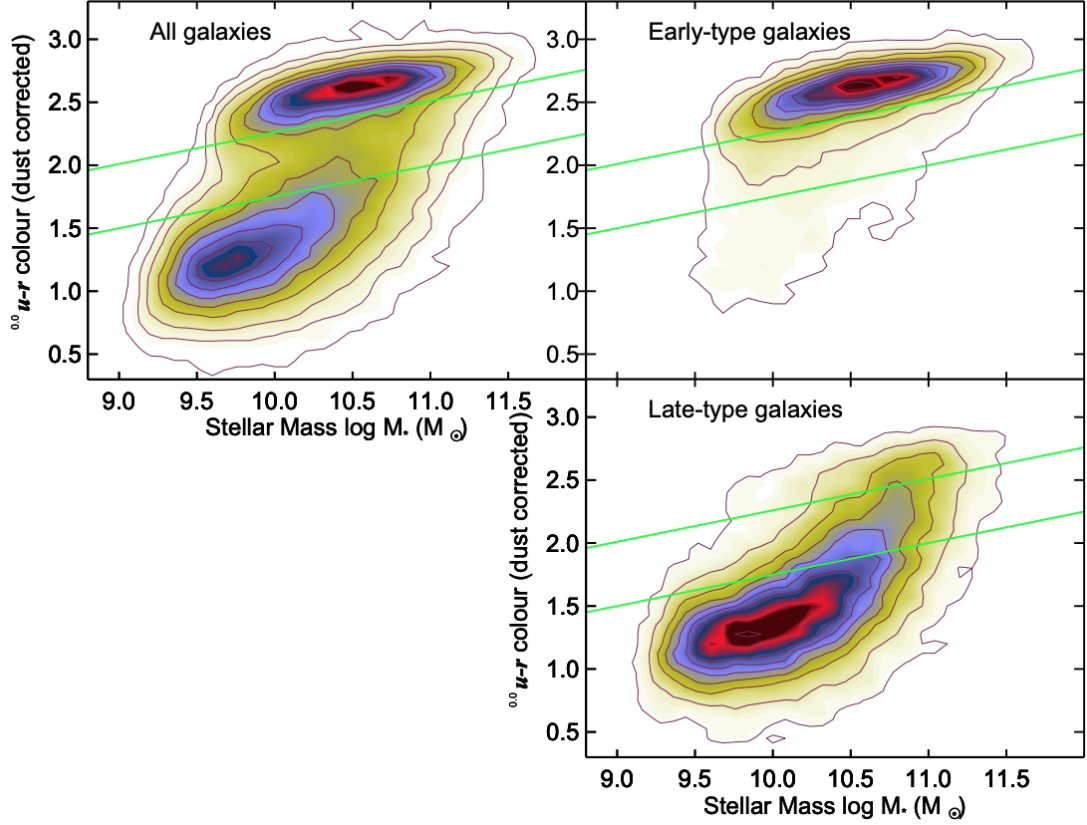 All galaxies
Early-type galaxies
3.0
2.5
2.0
1.5
1.0
0.5
0.0 u-r colour (dust corrected)
3.0
2.5
2.0
1.5
1.0
0.5
9.0 9.5 10.0 10.5 11.0 11.5
Stellar Mass log M* (M⊙)
Late-type galaxies
3.0
2.5
2.0
1.5
1.0
0.5
0.0 u-r colour (dust corrected)
9.0 9.5 10.0 10.5 11.0 11.5
Stellar Mass log M* (M⊙)